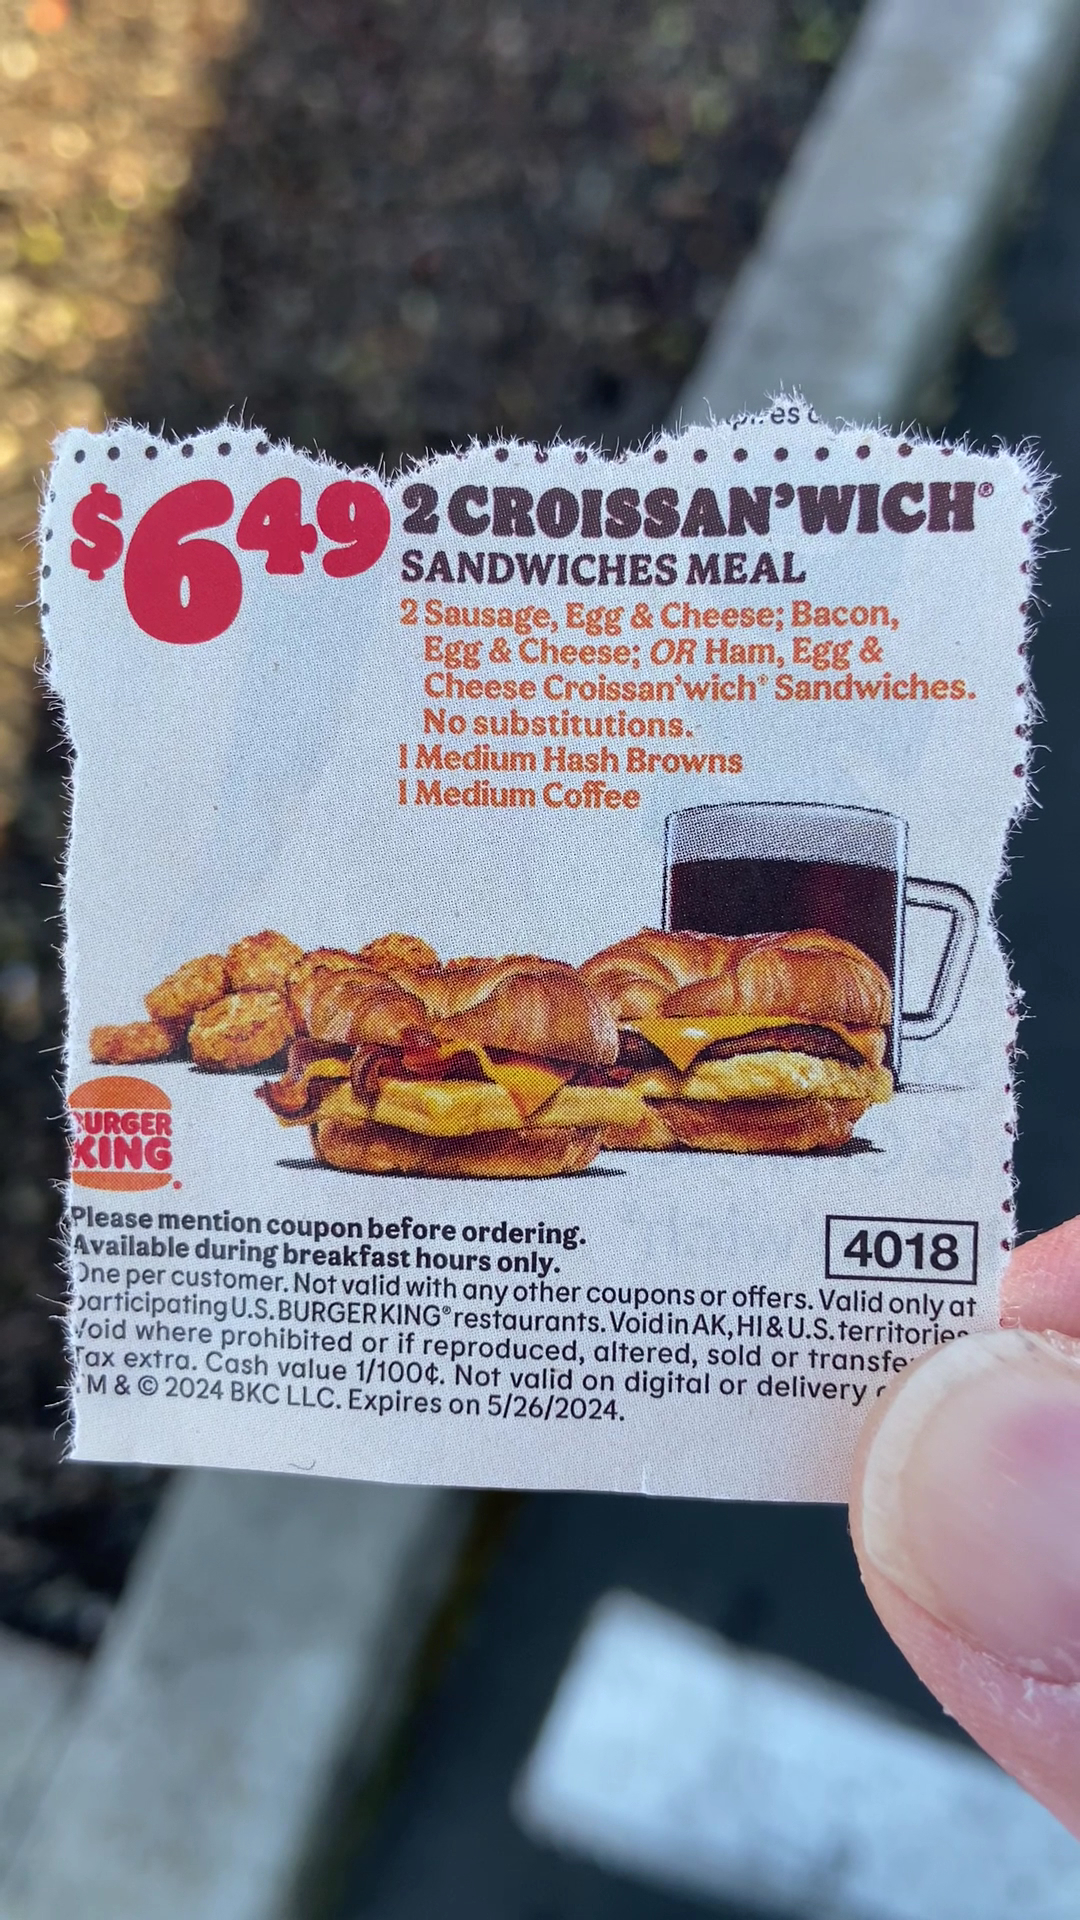 $6.49
2 CROISSAN'WICH®
SANDWICHES MEAL
2 Sausage, Egg & Cheese; Bacon,
Egg & Cheese; OR Ham, Egg &
Cheese Croissan'wich® Sandwiches.
No substitutions.
1 Medium Hash Browns
1 Medium Coffee
BURGER
KING
Please mention coupon before ordering.
Available during breakfast hours only.
4018
One per customer. Not valid with any other coupons or offers. Valid only at
participating U.S. BURGER KING® restaurants. Void in AK, HI & U.S. territories
Void where prohibited or if reproduced, altered, sold or
Tax extra. Cash value 1/100¢. Not valid on digital or delivery
TM & © 2024 BKC LLC. Expires on 5/26/2024.